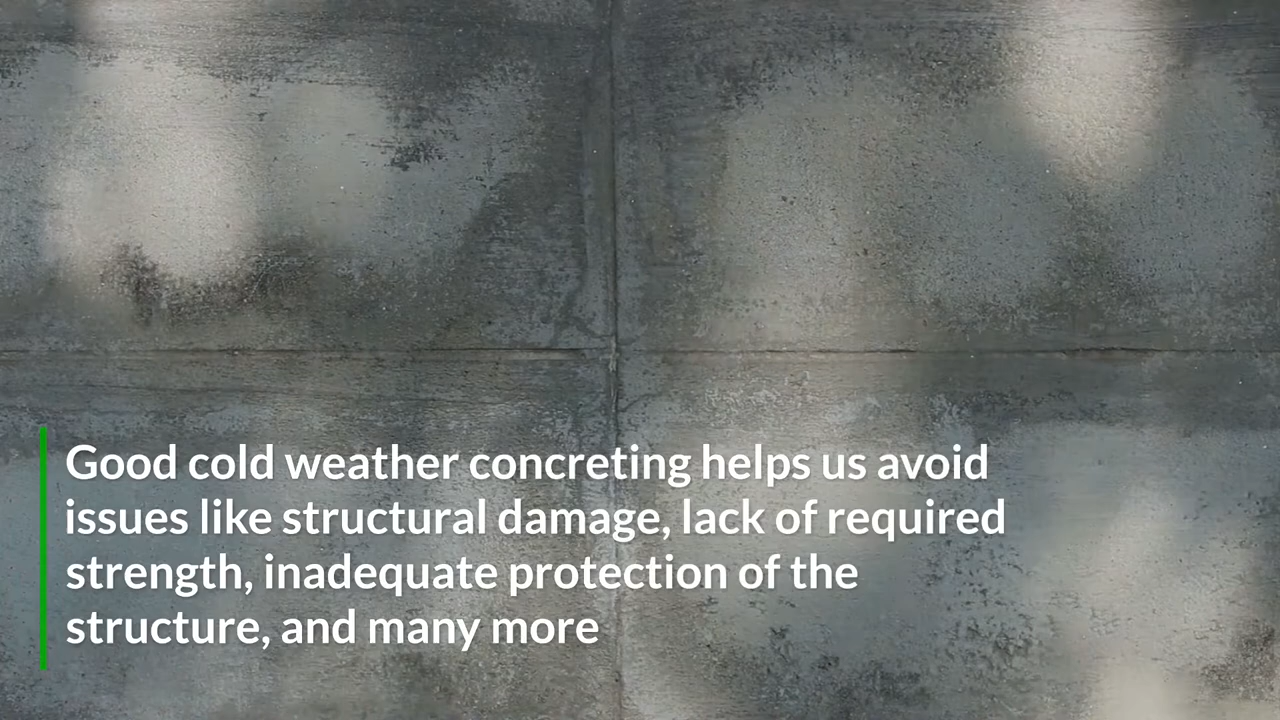 Good cold weather concreting helps us avoid
issues like structural damage, lack of required
strength, inadequate protection of the
structure, and many more